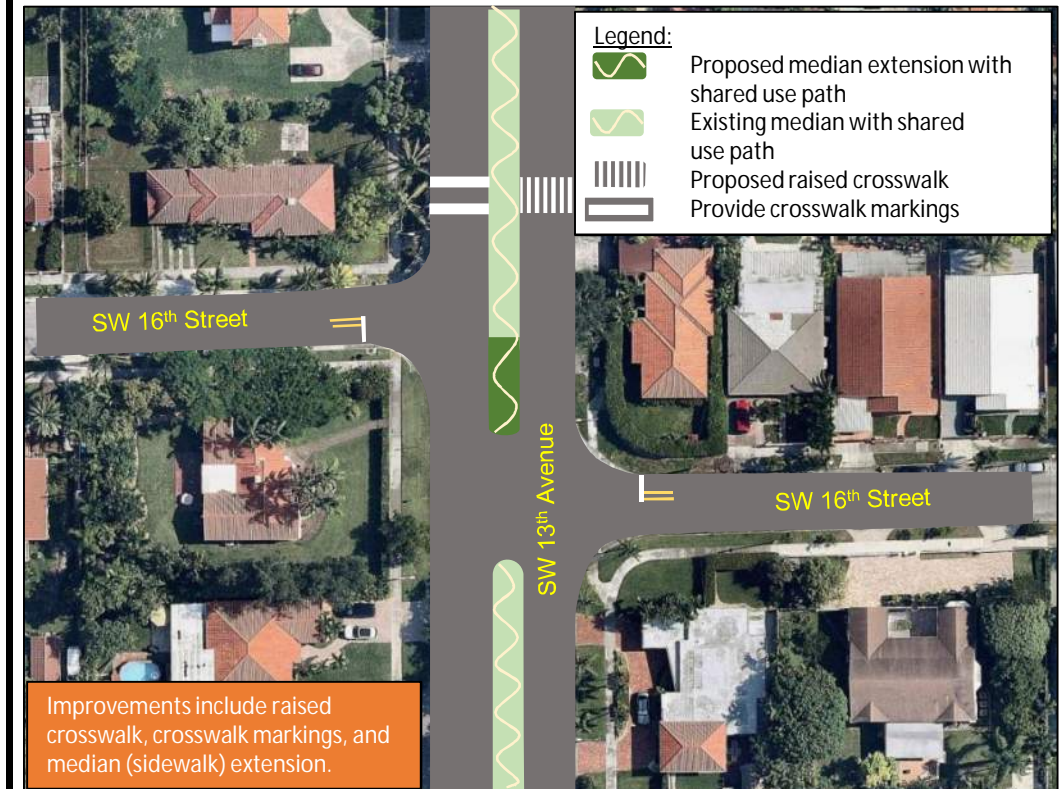 Legend:
Proposed median extension with
shared use path
Existing median with shared
use path
Proposed raised crosswalk
Provide crosswalk markings
SW 16th Street
SW 13th Avenue
SW 16th Street
Improvements include raised
crosswalk, crosswalk markings, and
median (sidewalk) extension.